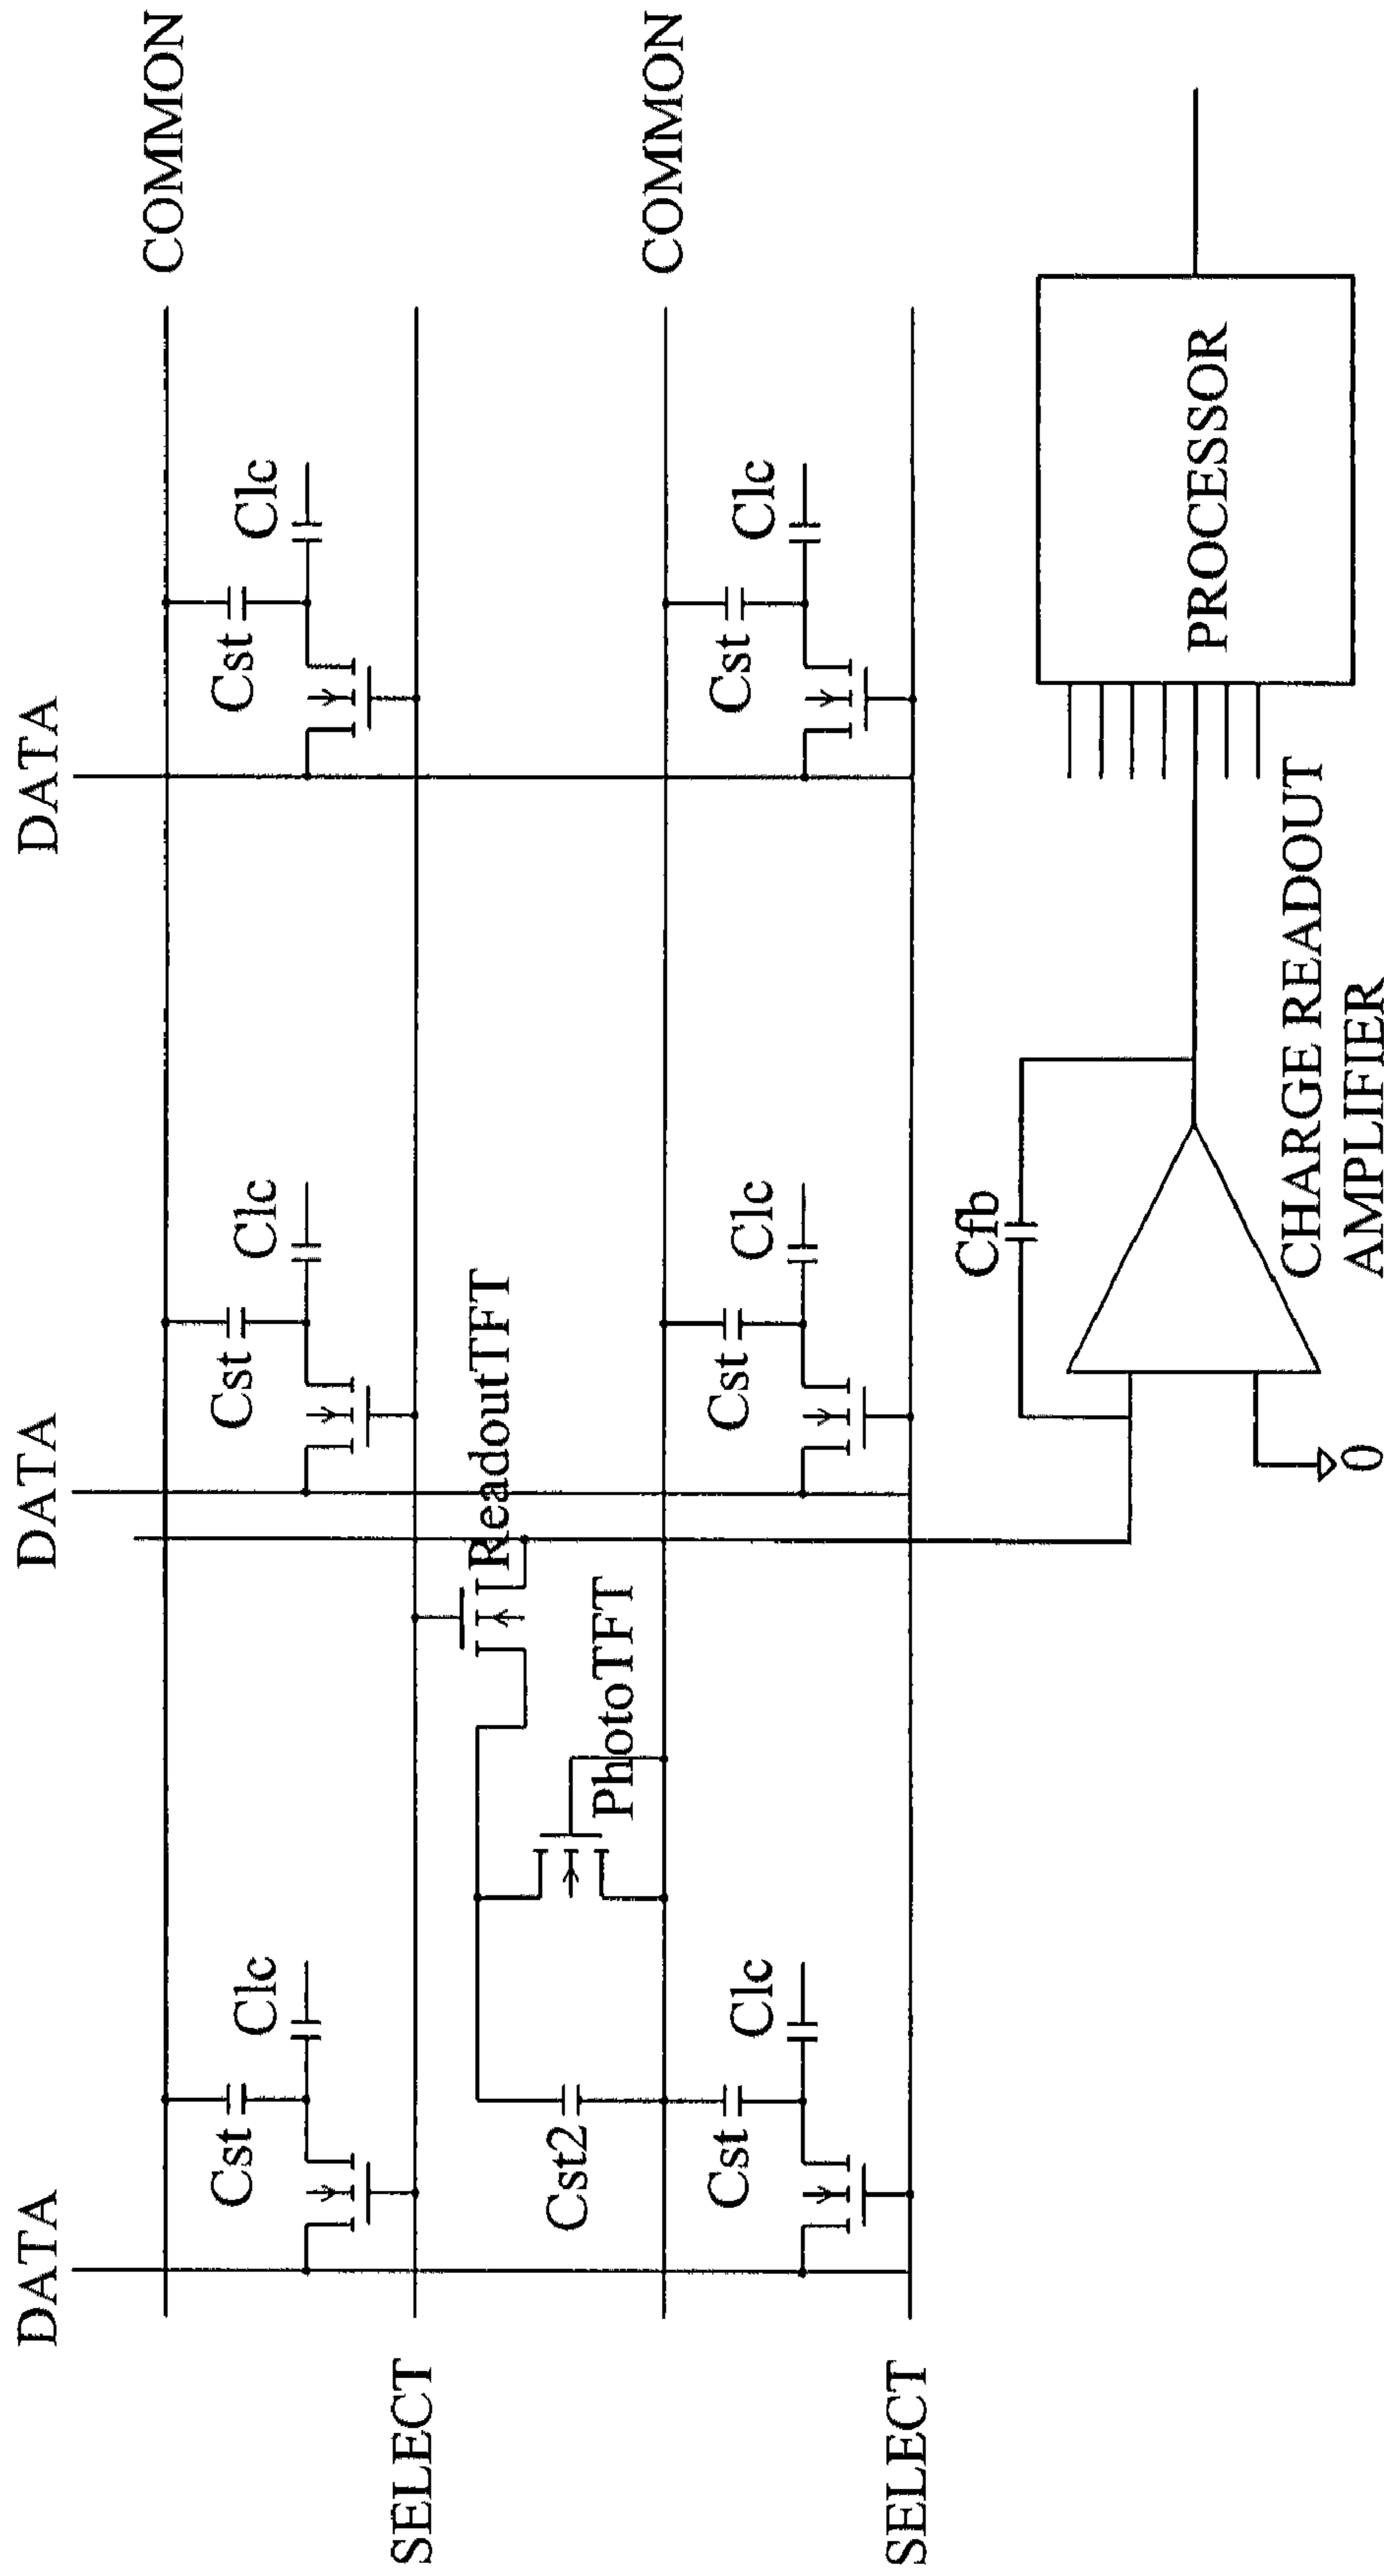 DATA
DATA
DATA
COMMON
Cst
Clc
Cst
Clc
Cst
Clc
SELECT
ReadoutTFT
PhotoTFT
Cst2
COMMON
Cst
Clc
Cst
Clc
Cst
Clc
SELECT
Cfb
PROCESSOR
CHARGE READOUT
AMPLIFIER
0